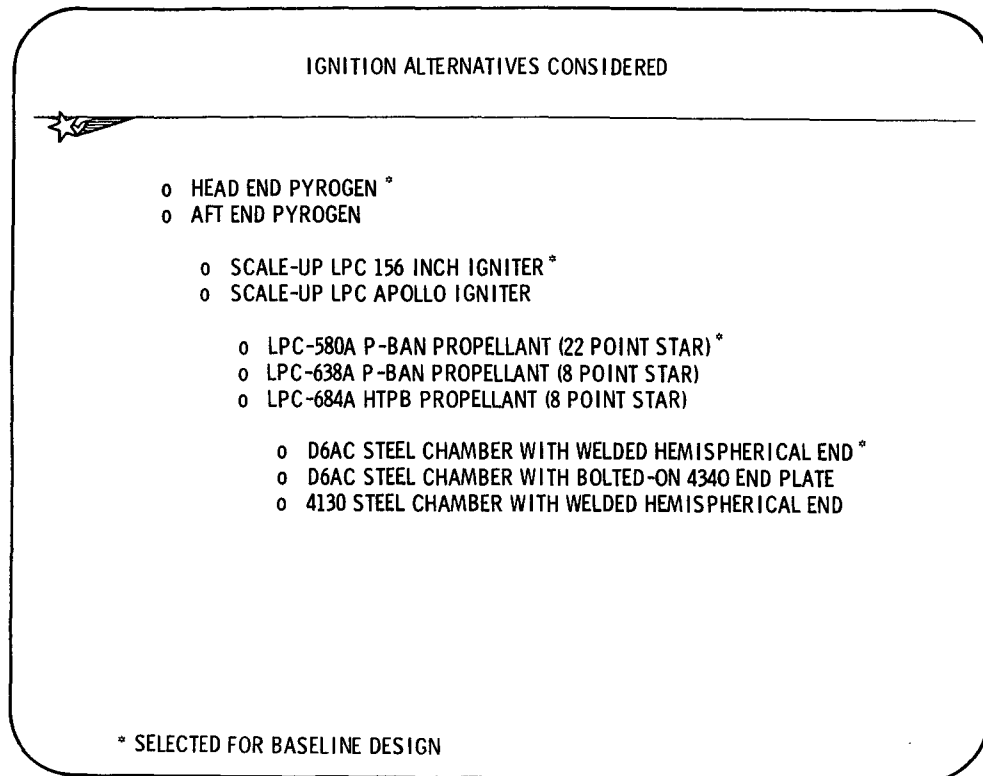 IGNITION ALTERNATIVES CONSIDERED
o HEAD END PYROGEN *
o AFT END PYROGEN
o SCALE-UP LPC 156 INCH IGNITER *
o SCALE-UP LPC APOLLO IGNITER
o LPC-580A P-BAN PROPELLANT (22 POINT STAR) *
o LPC-638A P-BAN PROPELLANT (8 POINT STAR)
o LPC-684A HTPB PROPELLANT (8 POINT STAR)
o D6AC STEEL CHAMBER WITH WELDED HEMISPHERICAL END *
o D6AC STEEL CHAMBER WITH BOLTED-ON 4340 END PLATE
o 4130 STEEL CHAMBER WITH WELDED HEMISPHERICAL END
* SELECTED FOR BASELINE DESIGN